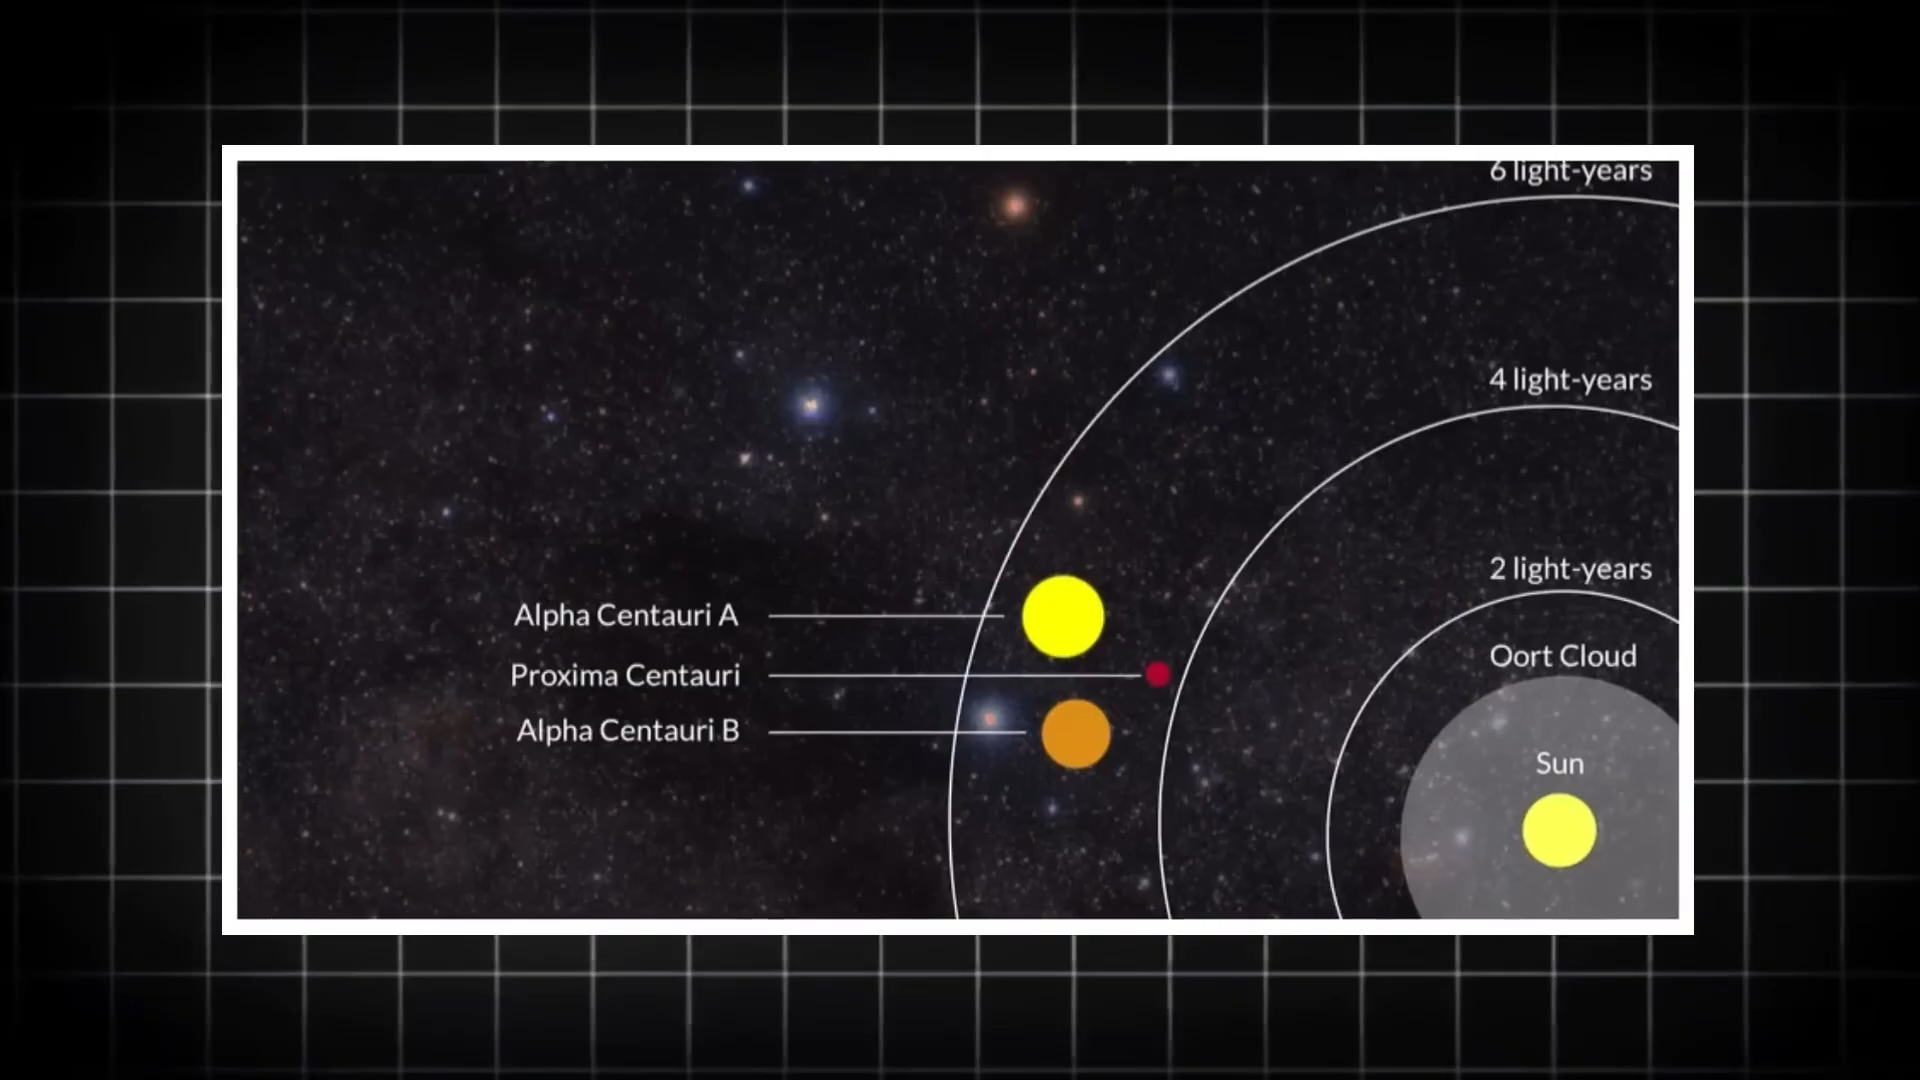 6 light-years
4 light-years
2 light-years
Oort Cloud
Sun
Alpha Centauri A
Proxima Centauri
Alpha Centauri B